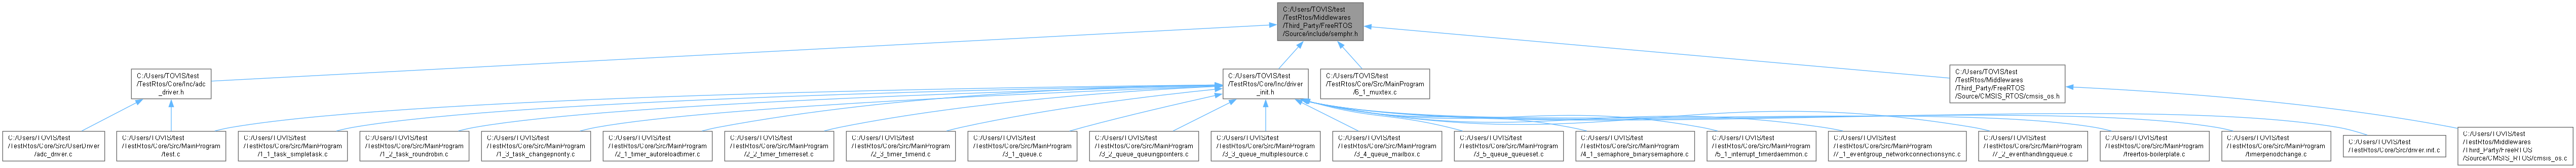 C:/Users/TOVIS/test
/TestRtos/Middlewares
/Third_Party/FreeRTOS
/Source/include/semphr.h
C:/Users/TOVIS/test
/TestRtos/Core/Inc/adc
_driver.h
C:/Users/TOVIS/test
/TestRtos/Core/Inc/driver
_init.h
C:/Users/TOVIS/test
/TestRtos/Core/Src/MainProgram
/6_1_muxtex.c
C:/Users/TOVIS/test
/TestRtos/Middlewares
/Third_Party/FreeRTOS
/Source/CMSIS_RTOS/cmsis_os.h
C:/Users/TOVIS/test
/TestRtos/Core/Src/UserDriver
/adc_driver.c
C:/Users/TOVIS/test
/TestRtos/Core/Src/MainProgram
/test.c
C:/Users/TOVIS/test
/TestRtos/Core/Src/MainProgram
/1_1_task_simpletask.c
C:/Users/TOVIS/test
/TestRtos/Core/Src/MainProgram
/1_2_task_roundrobin.c
C:/Users/TOVIS/test
/TestRtos/Core/Src/MainProgram
/1_3_task_changepriority.c
C:/Users/TOVIS/test
/TestRtos/Core/Src/MainProgram
/2_1_timer_autoreloadtimer.c
C:/Users/TOVIS/test
/TestRtos/Core/Src/MainProgram
/2_2_timer_timerreset.c
C:/Users/TOVIS/test
/TestRtos/Core/Src/MainProgram
/2_3_timer_timerid.c
C:/Users/TOVIS/test
/TestRtos/Core/Src/MainProgram
/3_1_queue.c
C:/Users/TOVIS/test
/TestRtos/Core/Src/MainProgram
/3_2_queue_queuingpointers.c
C:/Users/TOVIS/test
/TestRtos/Core/Src/MainProgram
/3_3_queue_multiplesource.c
C:/Users/TOVIS/test
/TestRtos/Core/Src/MainProgram
/3_4_queue_mailbox.c
C:/Users/TOVIS/test
/TestRtos/Core/Src/MainProgram
/3_5_queue_queueset.c
C:/Users/TOVIS/test
/TestRtos/Core/Src/MainProgram
/4_1_semaphore_binarysemaphore.c
C:/Users/TOVIS/test
/TestRtos/Core/Src/MainProgram
/5_1_interrupt_timerdaemmon.c
C:/Users/TOVIS/test
/TestRtos/Core/Src/MainProgram
/7_1_eventgroup_networkconnectionsync.c
C:/Users/TOVIS/test
/TestRtos/Core/Src/MainProgram
/7_2_eventhandlingqueue.c
C:/Users/TOVIS/test
/TestRtos/Core/Src/MainProgram
/freertos-boilerplate.c
C:/Users/TOVIS/test
/TestRtos/Core/Src/MainProgram
/timerperiodchange.c
C:/Users/TOVIS/test
/TestRtos/Core/Src/driver.init.c
C:/Users/TOVIS/test
/TestRtos/Middlewares
/Third_Party/FreeRTOS
/Source/CMSIS_RTOS/cmsis_os.c